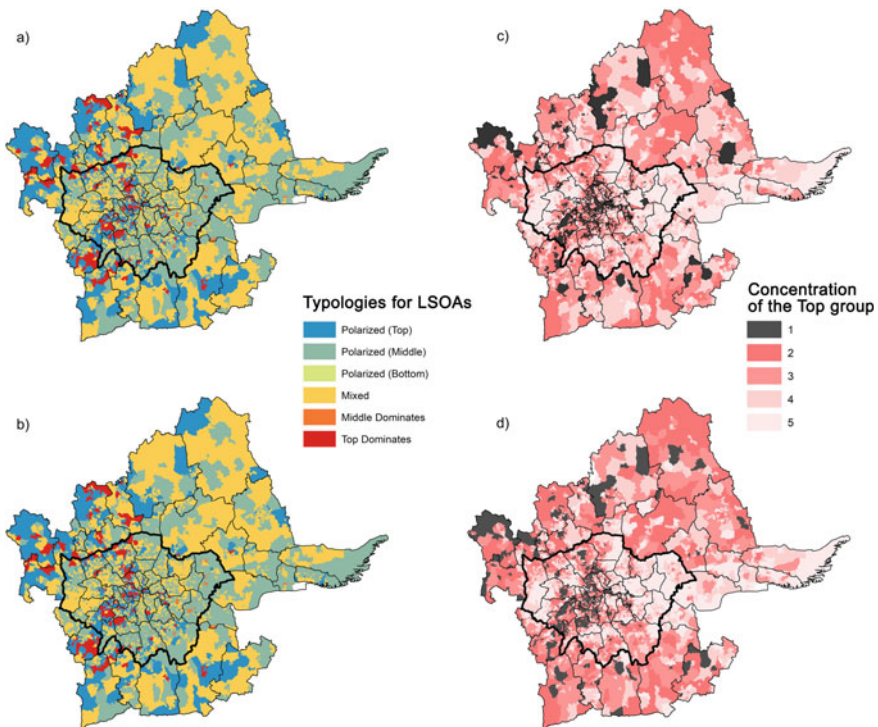 a)
c)
Typologies for LSOAs
Polarized (Top)
Polarized (Middle)
Polarized (Bottom)
Mixed
Middle Dominates
Top Dominates
Concentration
of the Top group
1
2
3
4
5
b)
d)